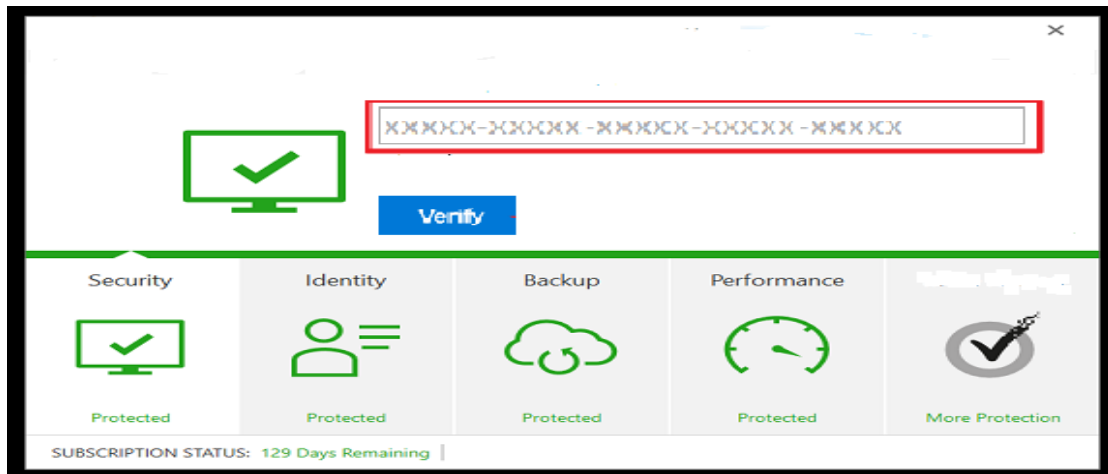 XXXXX-XXXXX-XXXXX-XXXXX-XXXXX
Verify
Security Identity Backup Performance
Protected Protected Protected Protected More Protection
SUBSCRIPTION STATUS: 129 Days Remaining